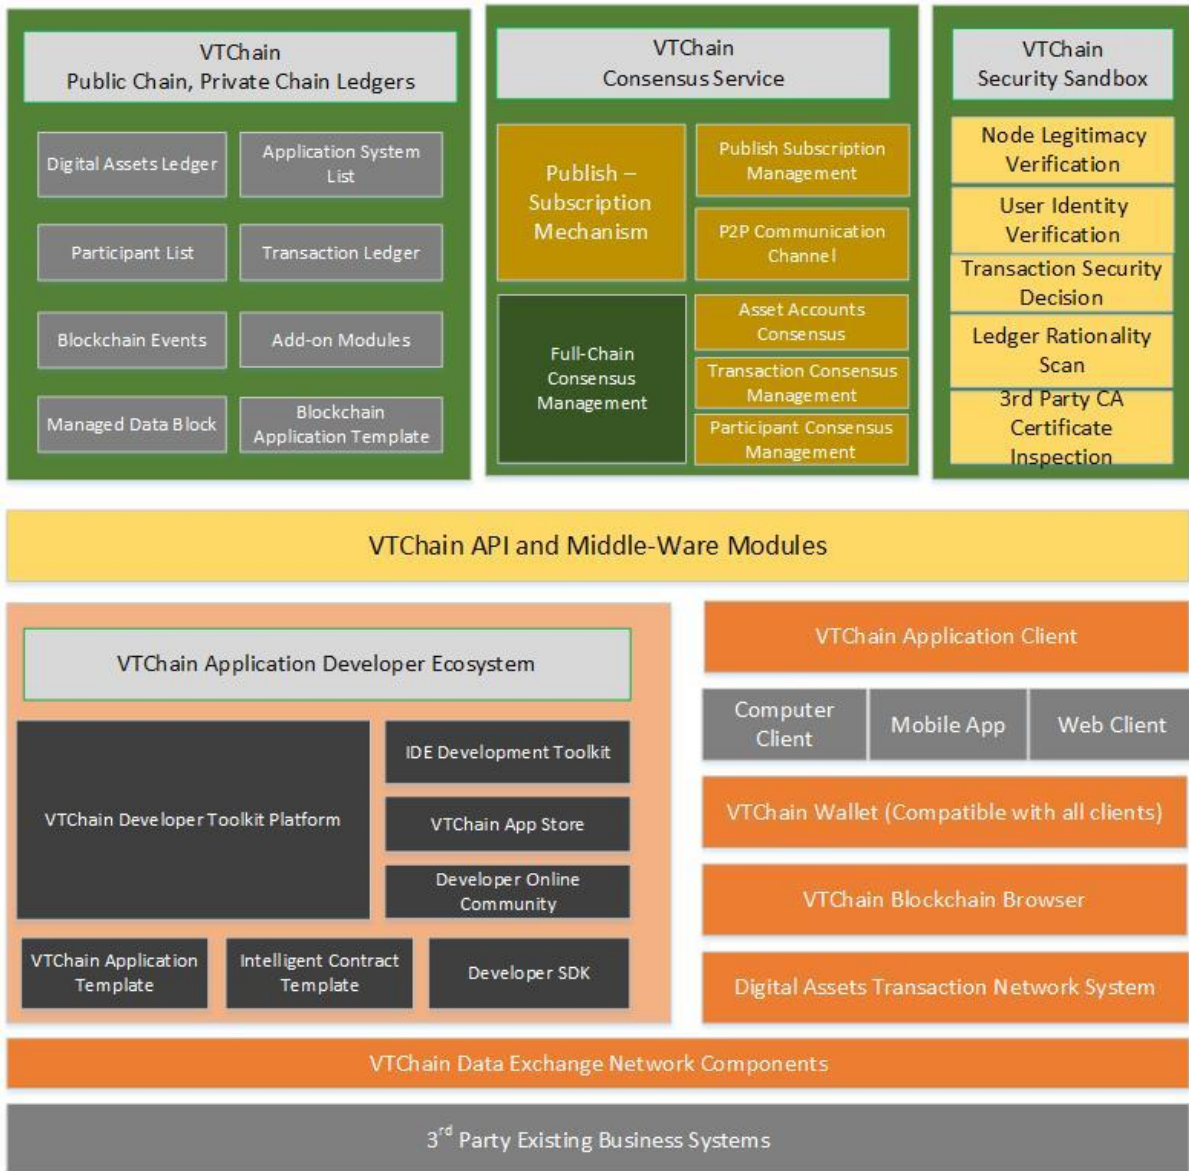 VTChain
Public Chain, Private Chain Ledgers
Digital Assets Ledger
Application System
List
Participant List
Transaction Ledger
Blockchain Events
Add-on Modules
Managed Data Block
Blockchain
Application Template
VTChain
Consensus Service
Publish –
Subscription
Mechanism
Publish Subscription
Management
P2P Communication
Channel
Full-Chain
Consensus
Management
Asset Accounts
Consensus
Transaction Consensus
Management
Participant Consensus
Management
VTChain
Security Sandbox
Node Legitimacy
Verification
User Identity
Verification
Transaction Security
Decision
Ledger Rationality
Scan
3rd Party CA
Certificate
Inspection
VTChain API and Middle-Ware Modules
VTChain Application Developer Ecosystem
VTChain Developer Toolkit Platform
IDE Development Toolkit
VTChain App Store
Developer Online
Community
VTChain Application
Template
Intelligent Contract
Template
Developer SDK
VTChain Application Client
Computer
Client
Mobile App
Web Client
VTChain Wallet (Compatible with all clients)
VTChain Blockchain Browser
Digital Assets Transaction Network System
VTChain Data Exchange Network Components
3rd Party Existing Business Systems